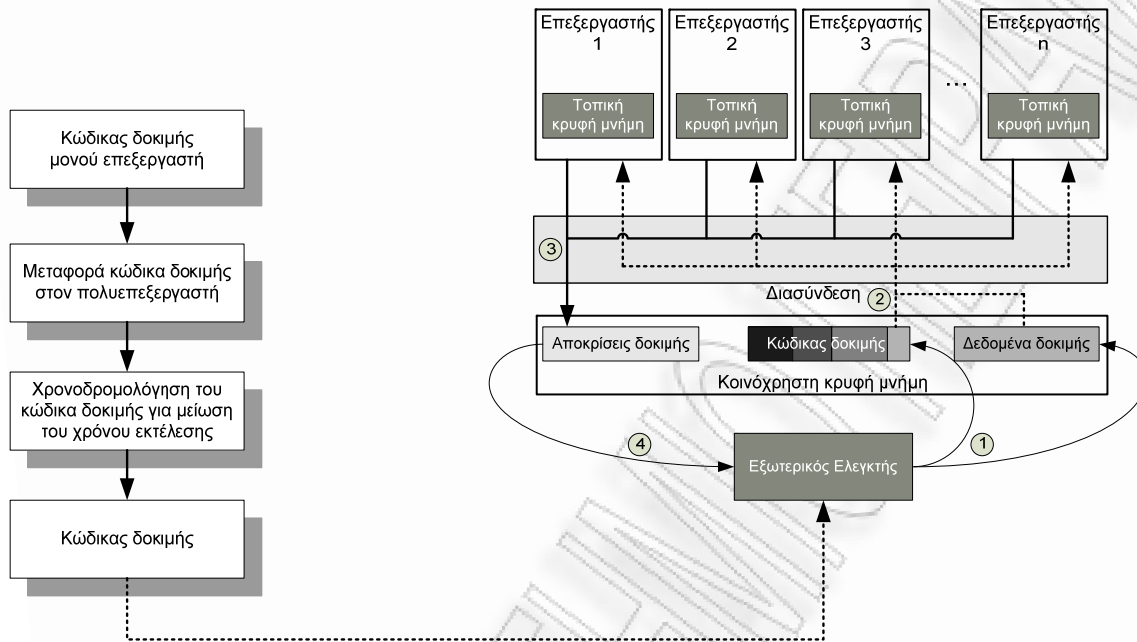 Κώδικας δοκιμής
μονού επεξεργαστή
Μεταφορά κώδικα δοκιμής
στον πολυεπεξεργαστή
Χρονοδρομολόγηση του
κώδικα δοκιμής για μείωση
του χρόνου εκτέλεσης
Κώδικας δοκιμής
Επεξεργαστής
1
Τοπική
κρυφή μνήμη
Επεξεργαστής
2
Τοπική
κρυφή μνήμη
Επεξεργαστής
3
Τοπική
κρυφή μνήμη
...
Επεξεργαστής
n
Τοπική
κρυφή μνήμη
3
Διασύνδεση
2
Αποκρίσεις δοκιμής
Κώδικας δοκιμής
Δεδομένα δοκιμής
Κοινόχρηστη κρυφή μνήμη
4
1
Εξωτερικός Ελεγκτής